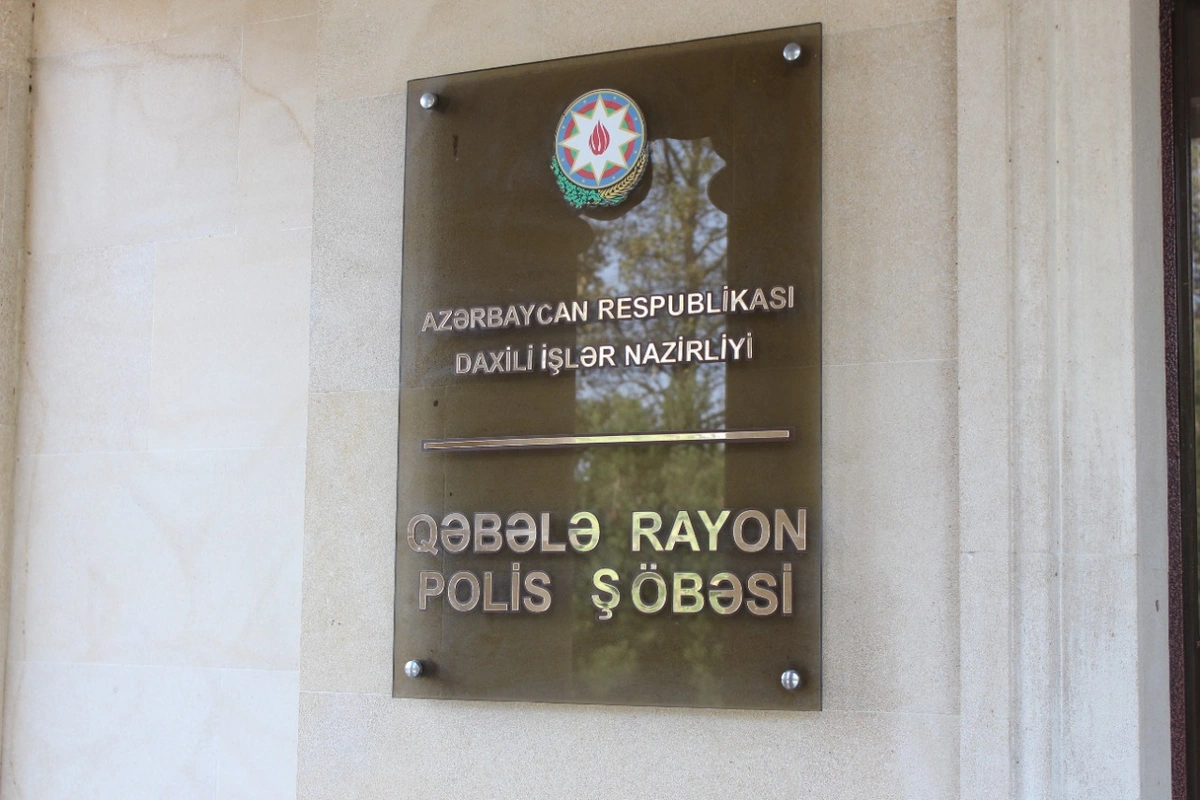 AZƏRBAYCAN RESPUBLİKASI
DAXİLİ İŞLƏR NAZİRLİYİ
QƏBƏLƏ RAYON
POLİS ŞÖBƏSİ